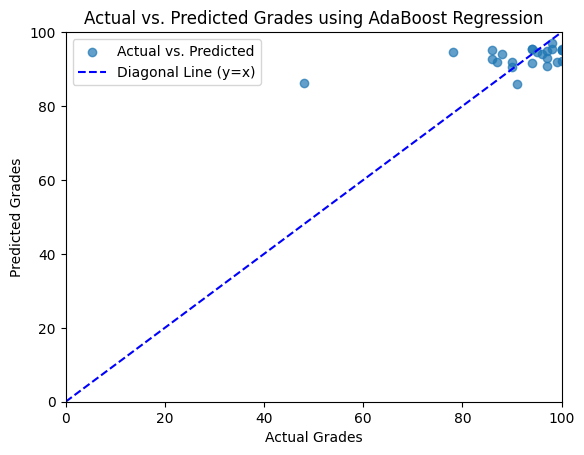 Actual vs. Predicted Grades using AdaBoost Regression
Actual vs. Predicted
Diagonal Line (y=x)
Predicted Grades
100
80
60
40
20
0
0 20 40 60 80 100
Actual Grades